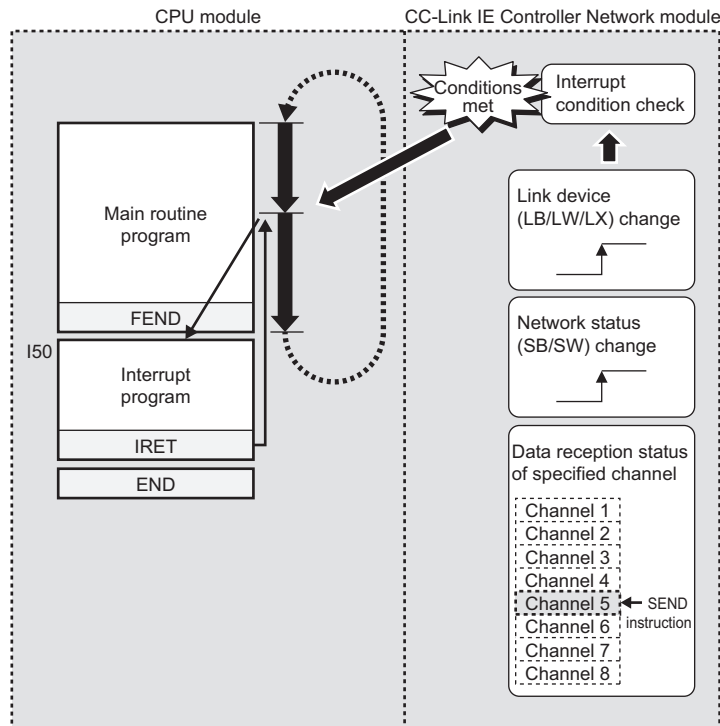 CPU module
CC-Link IE Controller Network module
Conditions
met
Interrupt
condition check
Main routine
program
FEND
I50
Interrupt
program
IRET
END
Link device
(LB/LW/LX) change
Network status
(SB/SW) change
Data reception status
of specified channel
Channel 1
Channel 2
Channel 3
Channel 4
Channel 5
Channel 6
Channel 7
Channel 8
SEND
instruction